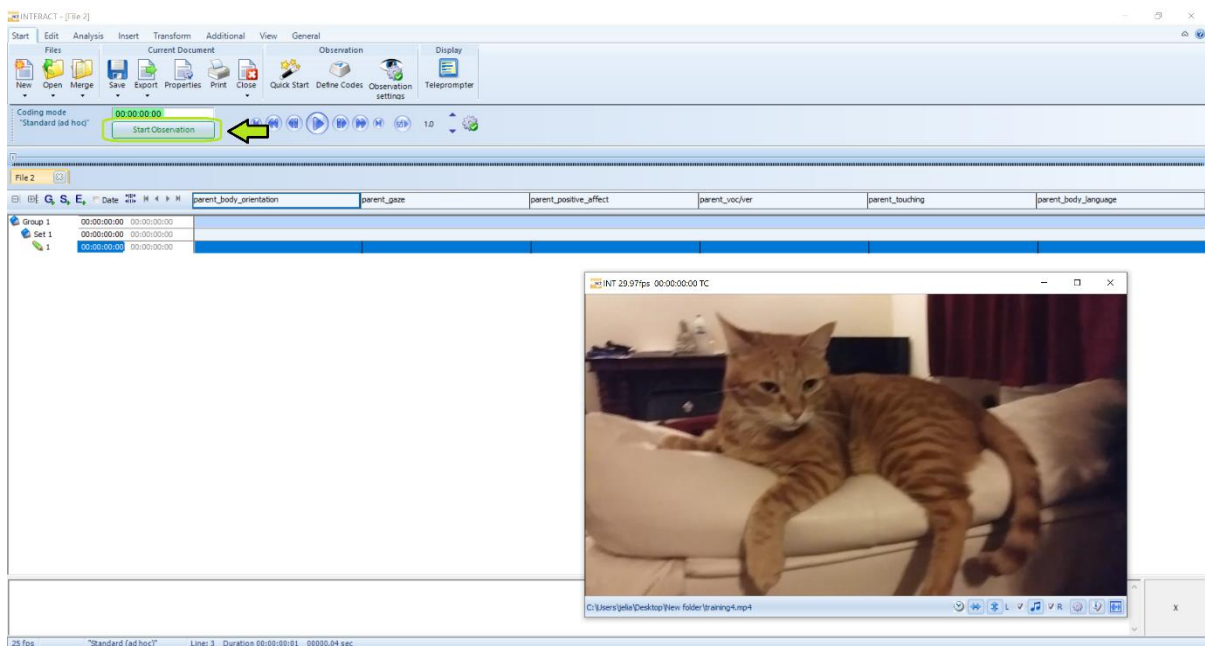 INTERACT - [File 2]
Start Edit Analysis Insert Transform Additional View General
Files Current Document Observation Display
New Open Merge Save Export Properties Print Close Quick Start Define Codes Observation settings Teleprompter
Coding mode
"Standard (ad hoc)"
00:00:00:00
Start Observation
1.0
File 2
G, S, E, Date parent_body_orientation parent_gaze parent_positive_affect parent_voc/ver parent_touching parent_body_language
Group 1 00:00:00:00 00:00:00:00
Set 1 00:00:00:00 00:00:00:00
1 00:00:00:00 00:00:00:00
INT 29.97fps 00:00:00:00 TC
C:\Users\jelia\Desktop\New folder\training4.mp4 L R
X
25 fps "Standard (ad hoc)" Line: 3 Duration 00:00:00:01 00000.04 sec